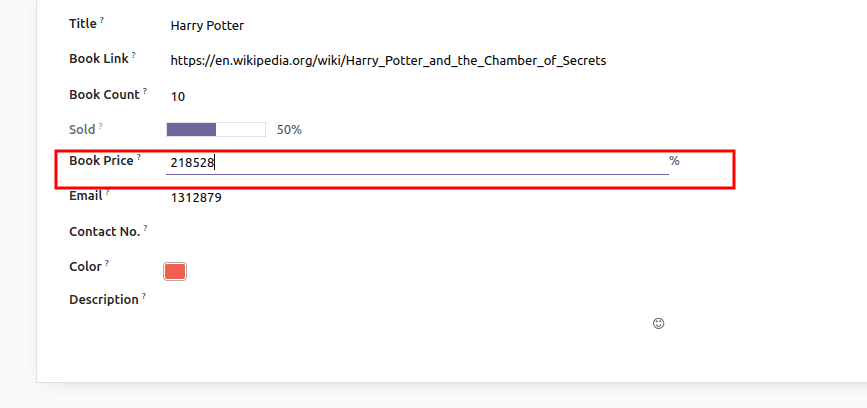 Title ? Harry Potter
Book Link ? https://en.wikipedia.org/wiki/Harry_Potter_and_the_Chamber_of_Secrets
Book Count ? 10
Sold ? 50%
Book Price ? 218528 %
Email ? 1312879
Contact No. ?
Color ?
Description ?